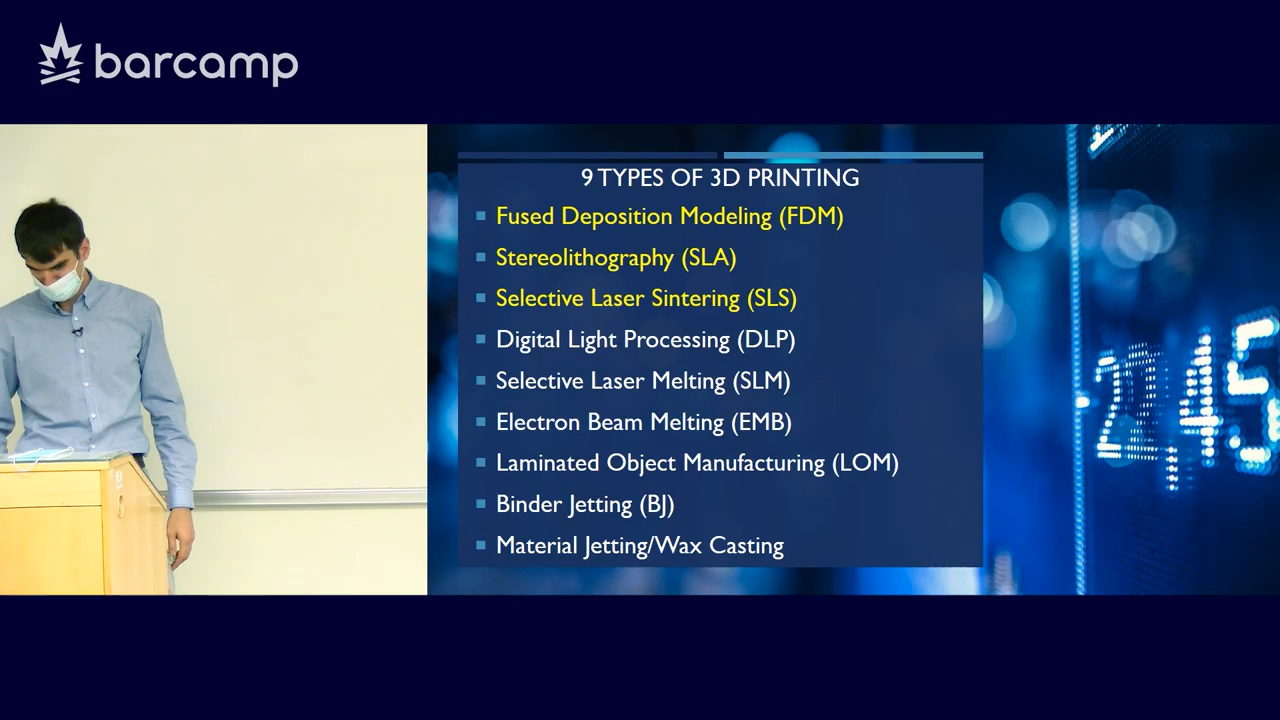 barcamp
9 TYPES OF 3D PRINTING
Fused Deposition Modeling (FDM)
Stereolithography (SLA)
Selective Laser Sintering (SLS)
Digital Light Processing (DLP)
Selective Laser Melting (SLM)
Electron Beam Melting (EMB)
Laminated Object Manufacturing (LOM)
Binder Jetting (BJ)
Material Jetting/Wax Casting